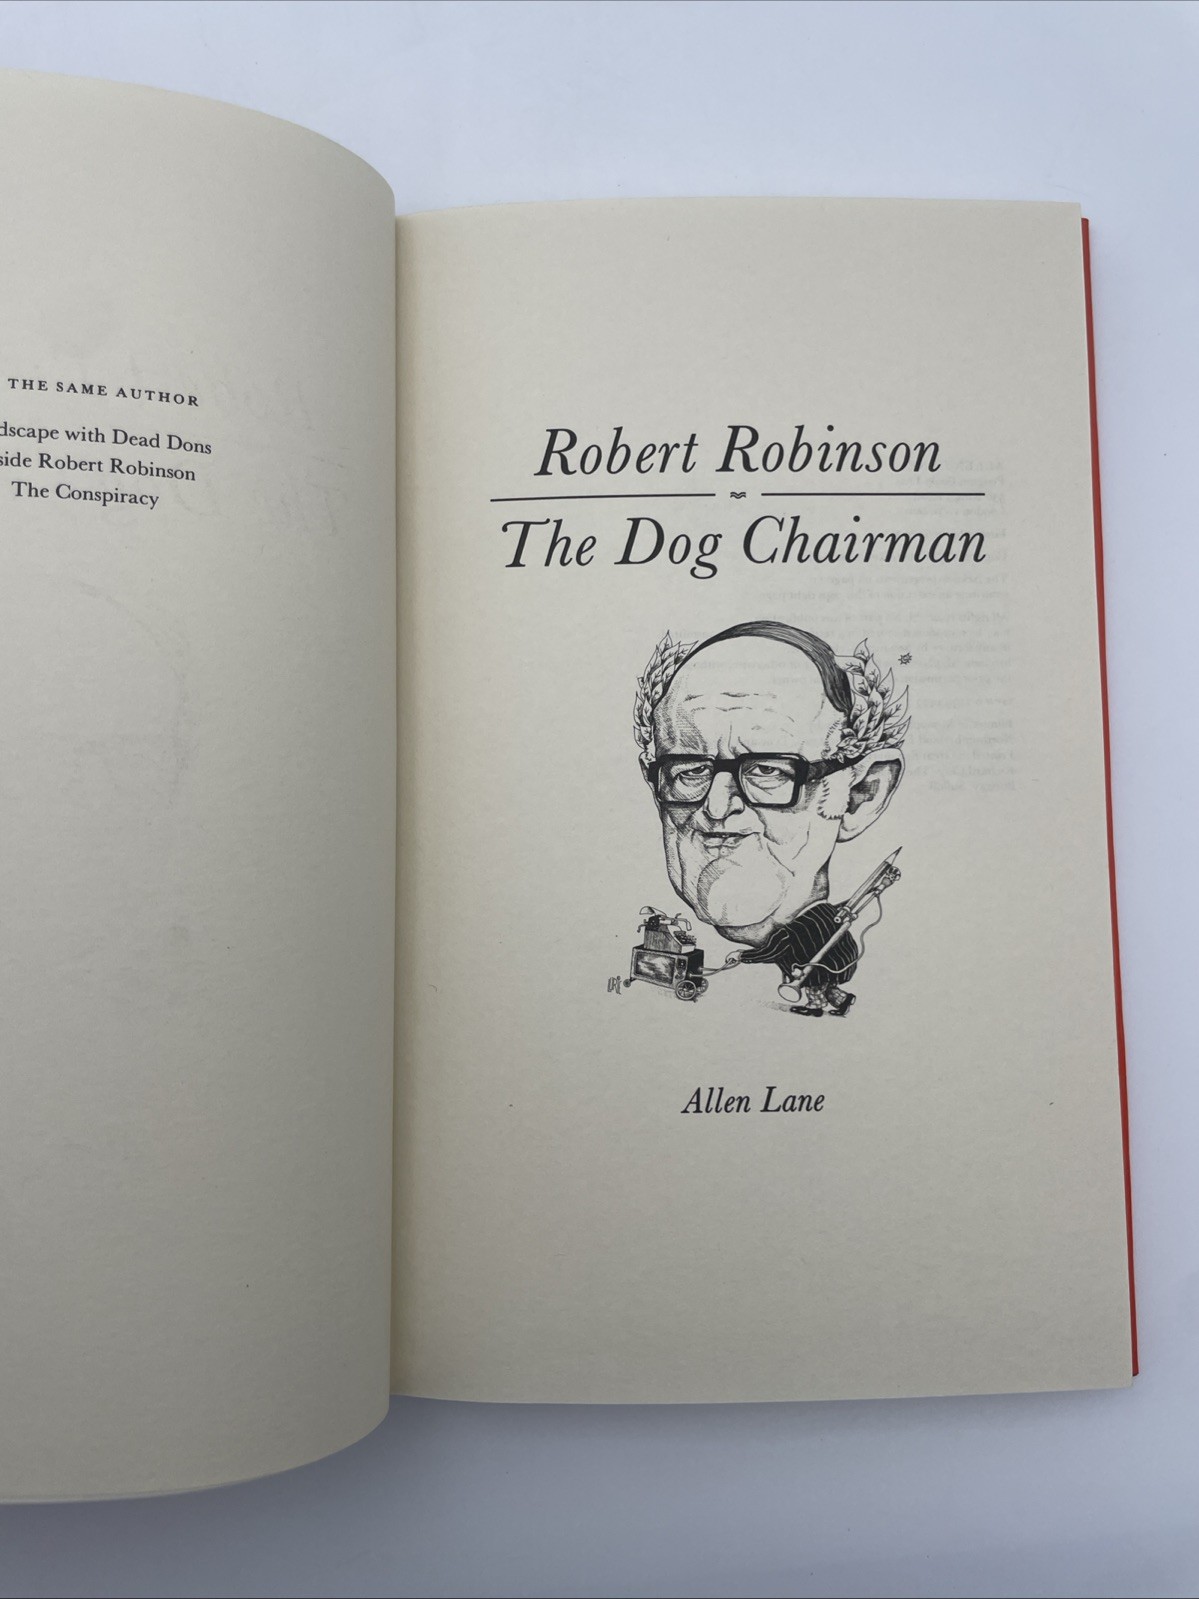 THE SAME AUTHOR
dscape with Dead Dons
side Robert Robinson
The Conspiracy
Robert Robinson
The Dog Chairman
Allen Lane